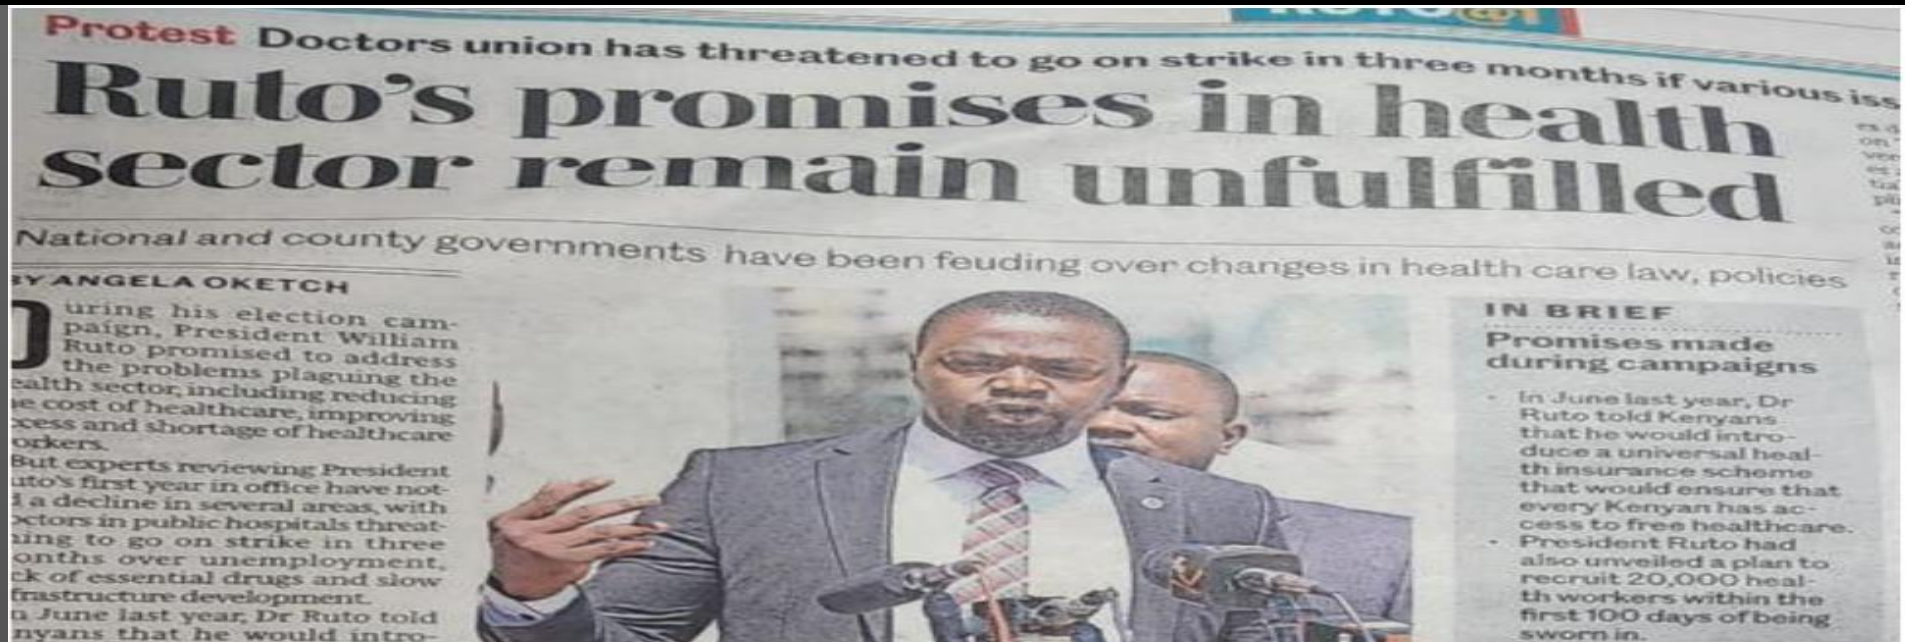 Protest Doctors union has threatened to go on strike in three months if various
Ruto's promises in health
sector remain unfulfilled
National and county governments have been feuding over changes in health care law, policies
BY ANGELA OKETCH
During his election cam-
paign, President William
Ruto promised to address
the problems plaguing the
ealth sector, including reducing
e cost of healthcare, improving
cess and shortage of healthcare
orkers.
But experts reviewing President
uto's first year in office have not-
d a decline in several areas, with
octors in public hospitals threat-
ning to go on strike in three
onths over unemployment,
ck of essential drugs and slow
frastructure development.
n June last year, Dr Ruto told
nyans that he would intro-
IN BRIEF
Promises made
during campaigns
- In June last year, Dr
Ruto told Kenyans
that he would intro-
duce a universal heal-
th insurance scheme
that would ensure that
every Kenyan has ac-
cess to free healthcare.
- President Ruto had
also unveiled a plan to
recruit 20,000 heal-
th workers within the
first 100 days of being
sworn in.